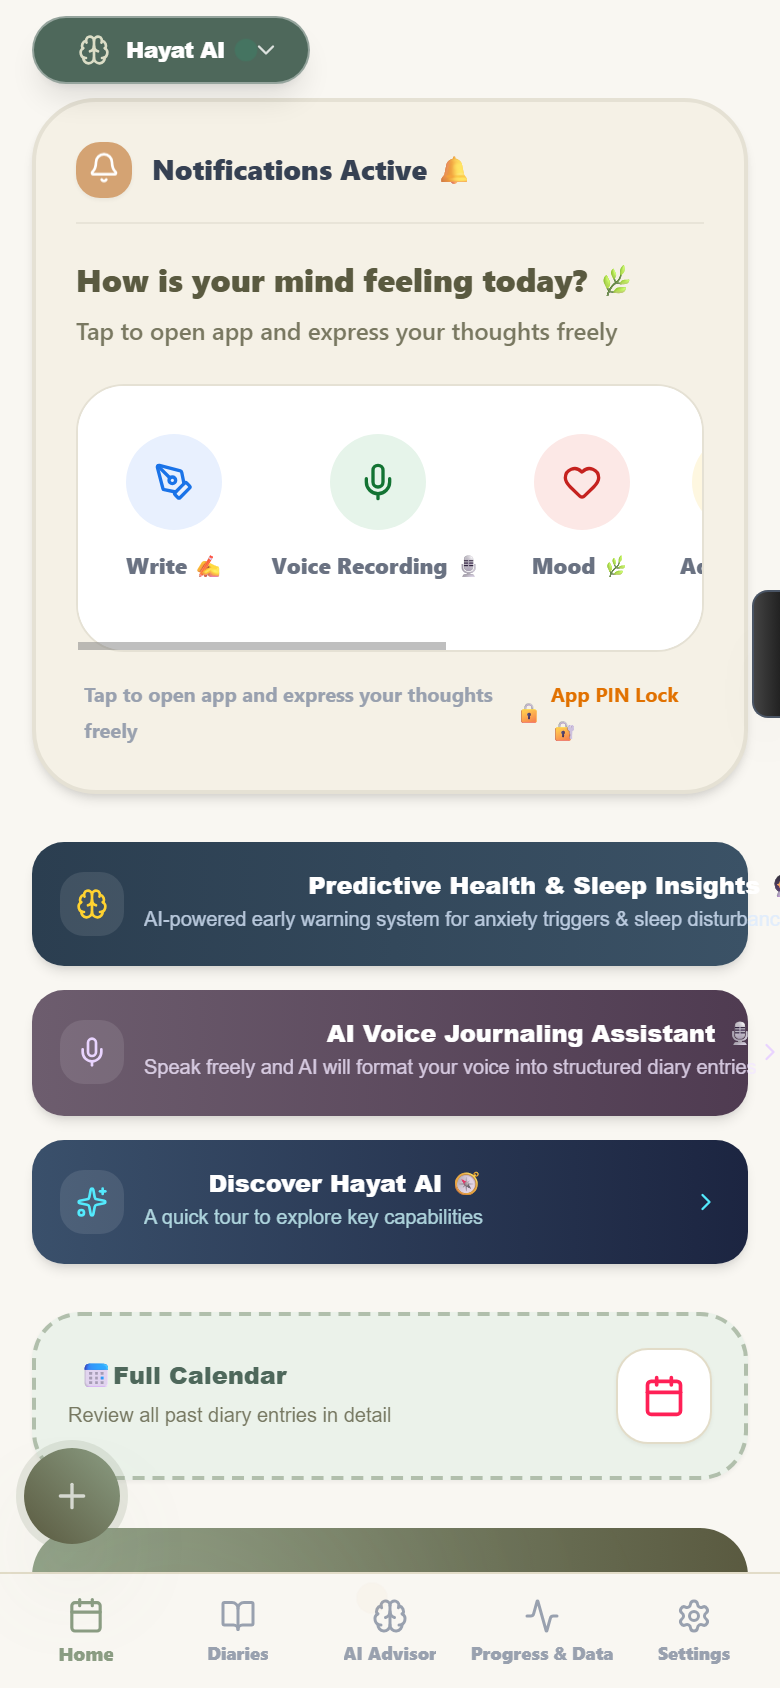 Hayat AI
Notifications Active 🔔
How is your mind feeling today? 🌿
Tap to open app and express your thoughts freely
Write ✍️
Voice Recording 🎙️
Mood 🌿
Tap to open app and express your thoughts
freely
🔒 App PIN Lock
🔐
Predictive Health & Sleep Insights
AI-powered early warning system for anxiety triggers & sleep
AI Voice Journaling Assistant 🎙️
Speak freely and AI will format your voice into structured diary entries
Discover Hayat AI 🧭
A quick tour to explore key capabilities
📅 Full Calendar
Review all past diary entries in detail
Home
Diaries
AI Advisor
Progress & Data
Settings